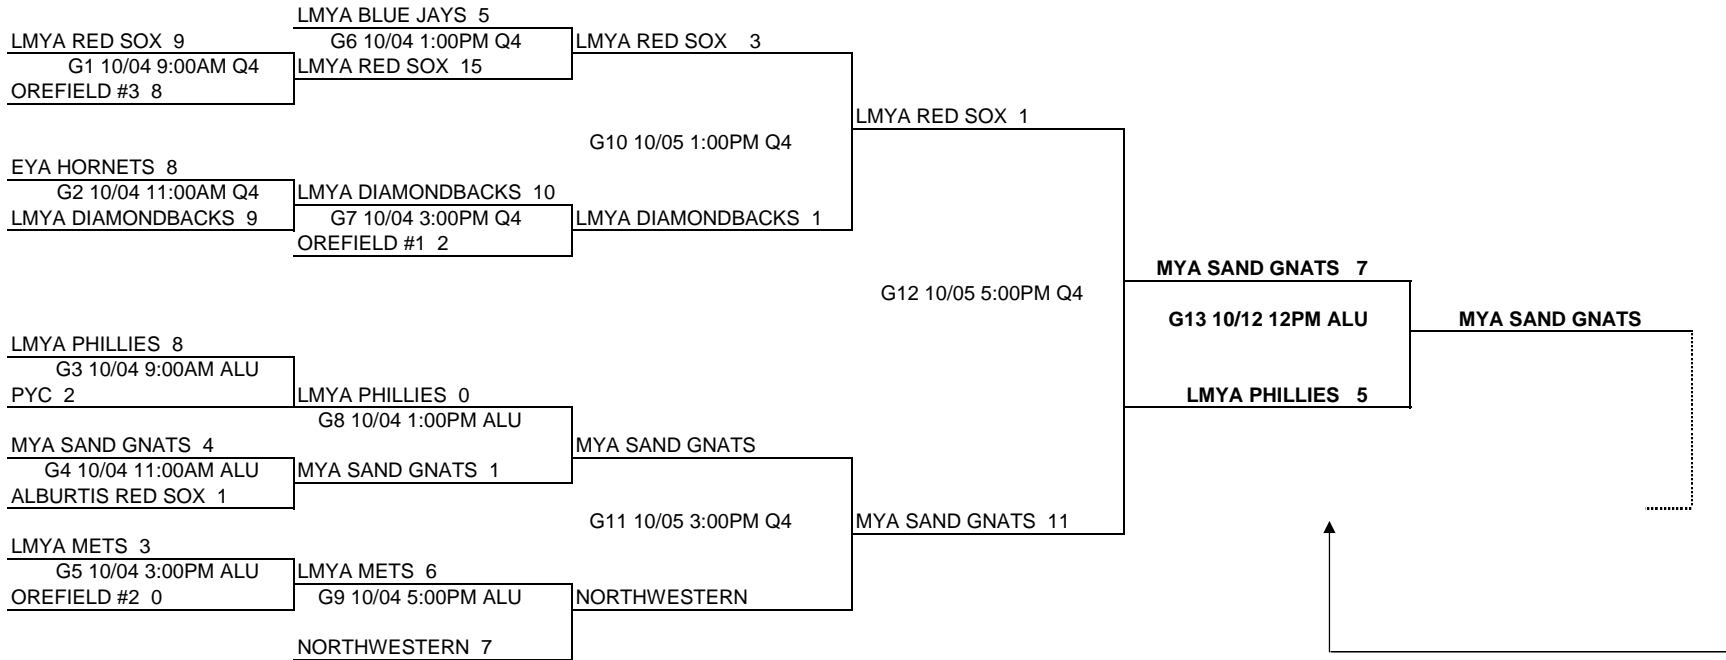 LMYA BLUE JAYS 5
LMYA RED SOX 9
G6 10/04 1:00PM Q4
LMYA RED SOX 3
G1 10/04 9:00AM Q4
LMYA RED SOX 15
OREFIELD #3 8
LMYA RED SOX 1
G10 10/05 1:00PM Q4
EYA HORNETS 8
G2 10/04 11:00AM Q4
LMYA DIAMONDBACKS 10
LMYA DIAMONDBACKS 9
G7 10/04 3:00PM Q4
LMYA DIAMONDBACKS 1
OREFIELD #1 2
MYA SAND GNATS 7
G12 10/05 5:00PM Q4
G13 10/12 12PM ALU
MYA SAND GNATS
LMYA PHILLIES 8
G3 10/04 9:00AM ALU
PYC 2
LMYA PHILLIES 0
LMYA PHILLIES 5
G8 10/04 1:00PM ALU
MYA SAND GNATS 4
MYA SAND GNATS
G4 10/04 11:00AM ALU
MYA SAND GNATS 1
ALBURTIS RED SOX 1
G11 10/05 3:00PM Q4
MYA SAND GNATS 11
LMYA METS 3
G5 10/04 3:00PM ALU
LMYA METS 6
OREFIELD #2 0
G9 10/04 5:00PM ALU
NORTHWESTERN
NORTHWESTERN 7